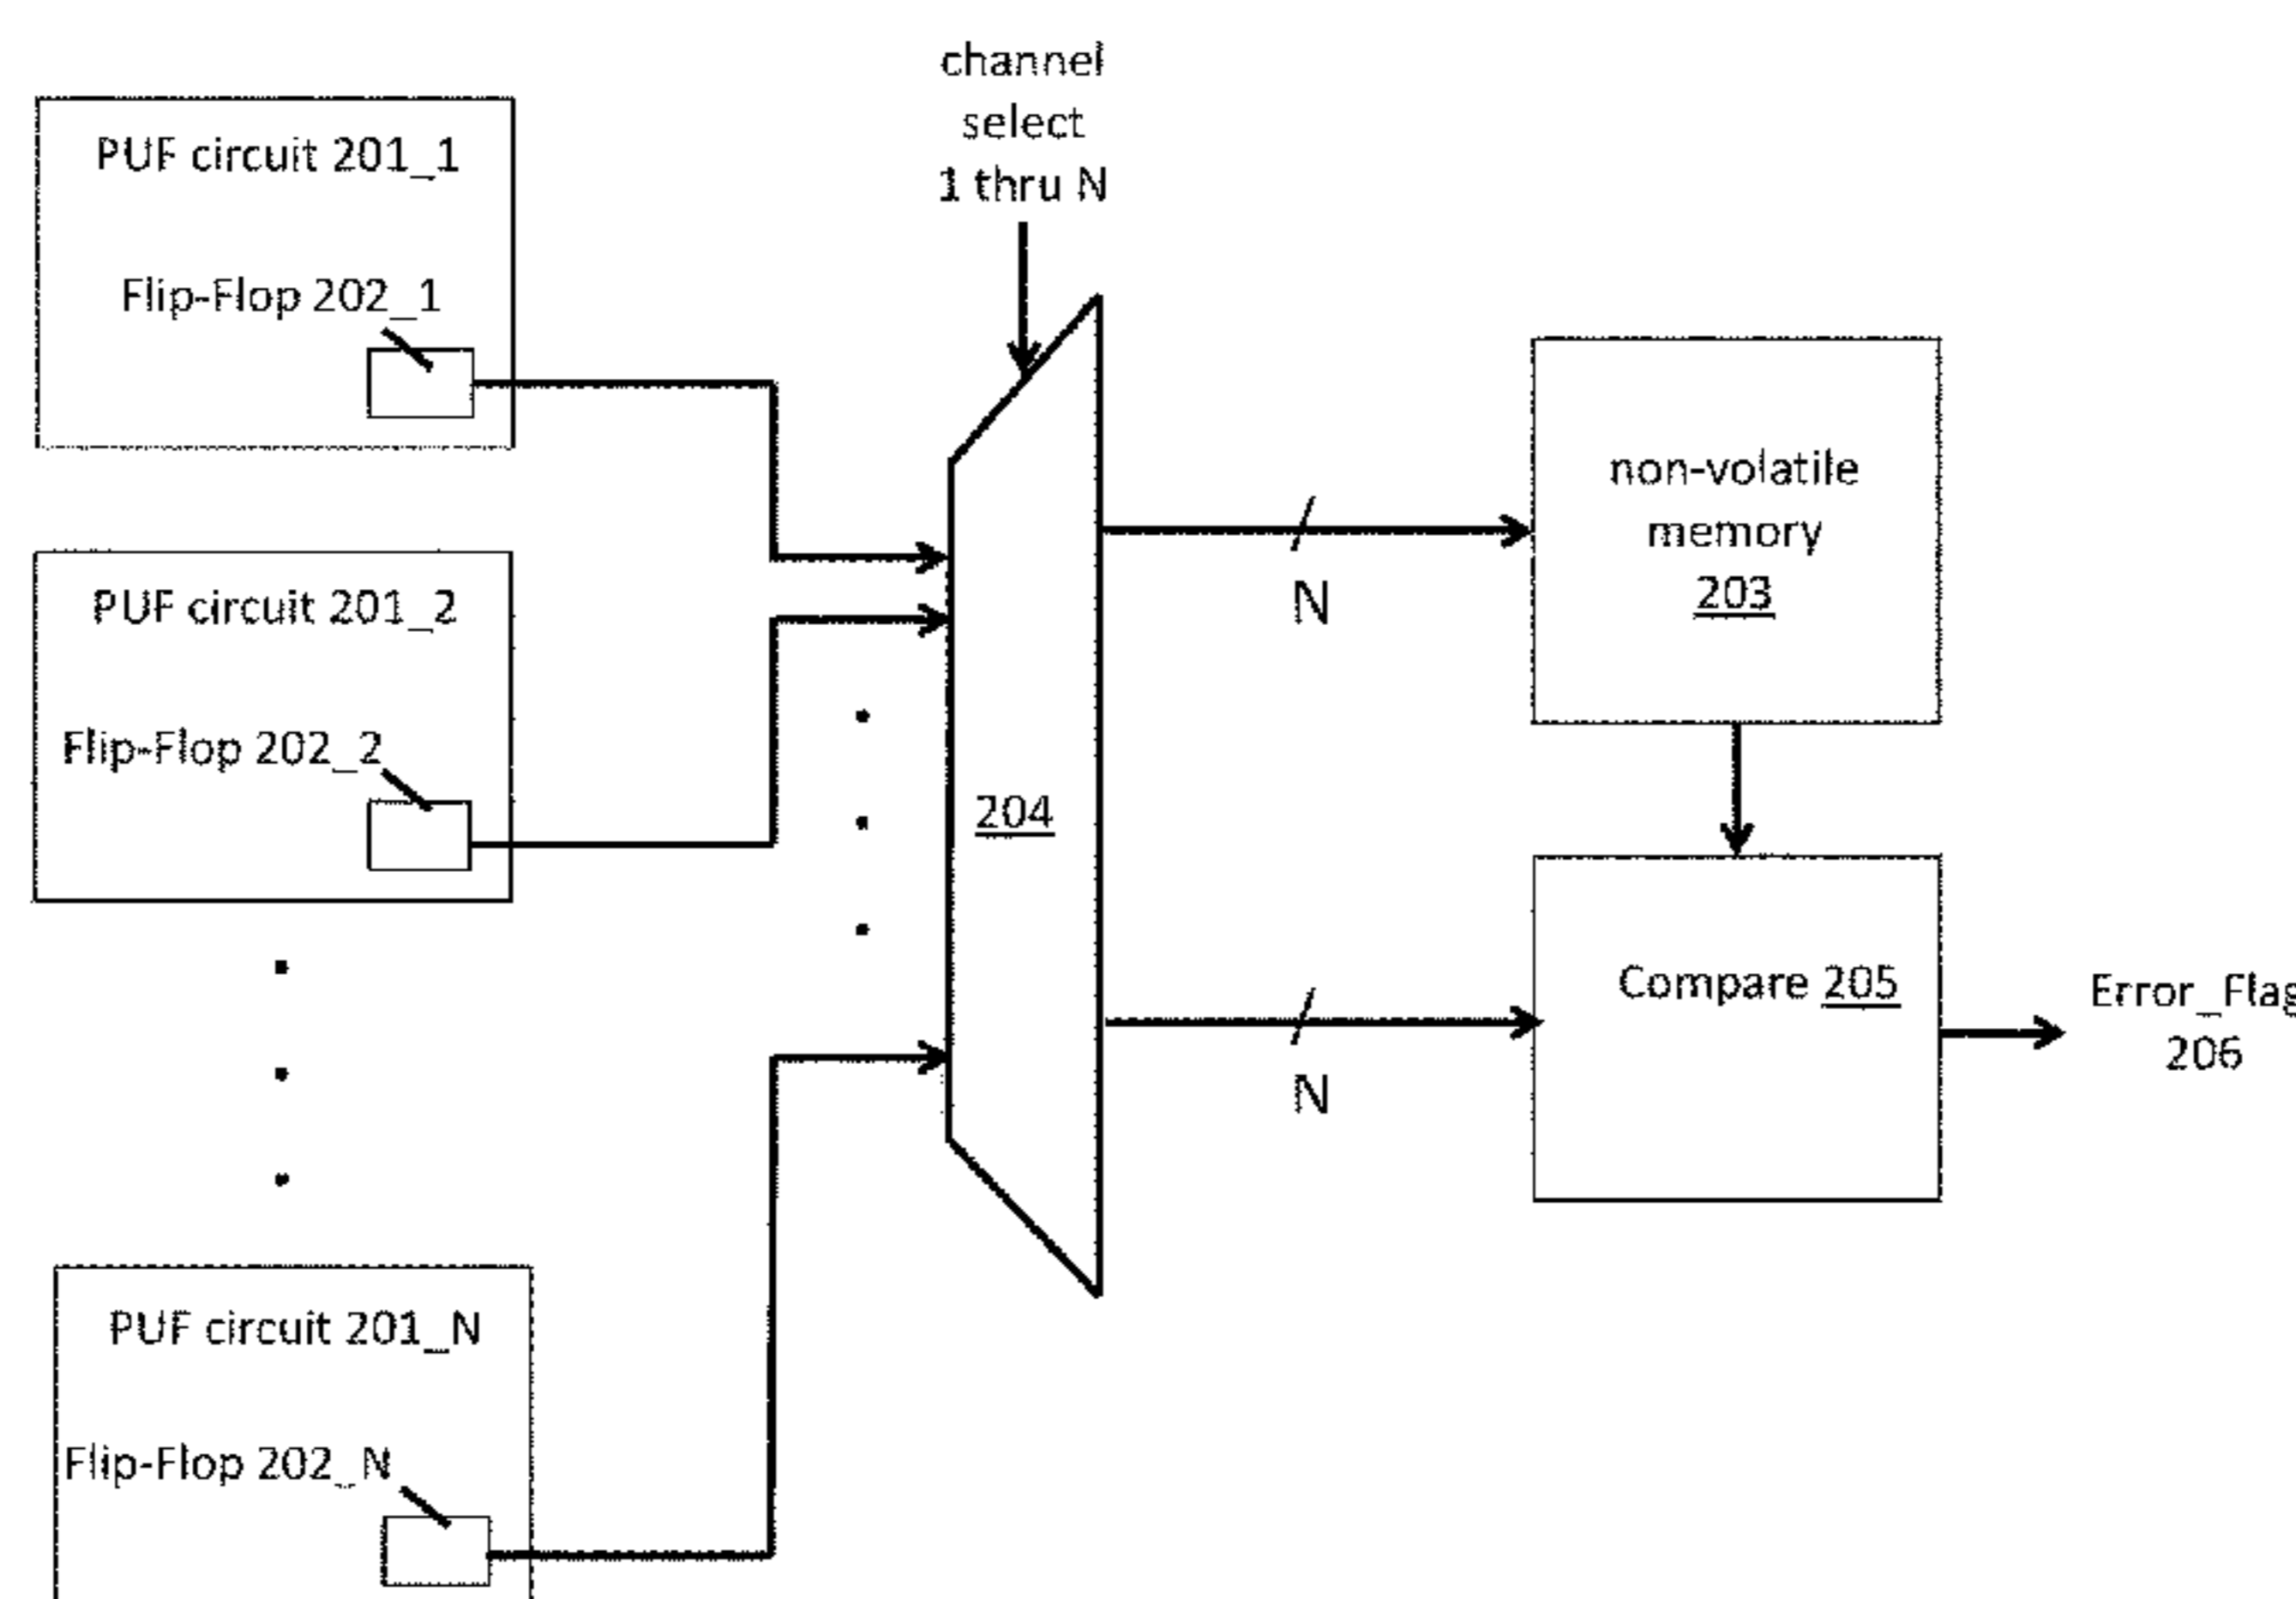 channel
select
1 thru N
PUF circuit 201_1
Flip-Flop 202_1
PUF circuit 201_2
Flip-Flop 202_2
PUF circuit 201_N
Flip-Flop 202_N
204
N
N
non-volatile
memory
203
Compare 205
Error_Flag
206